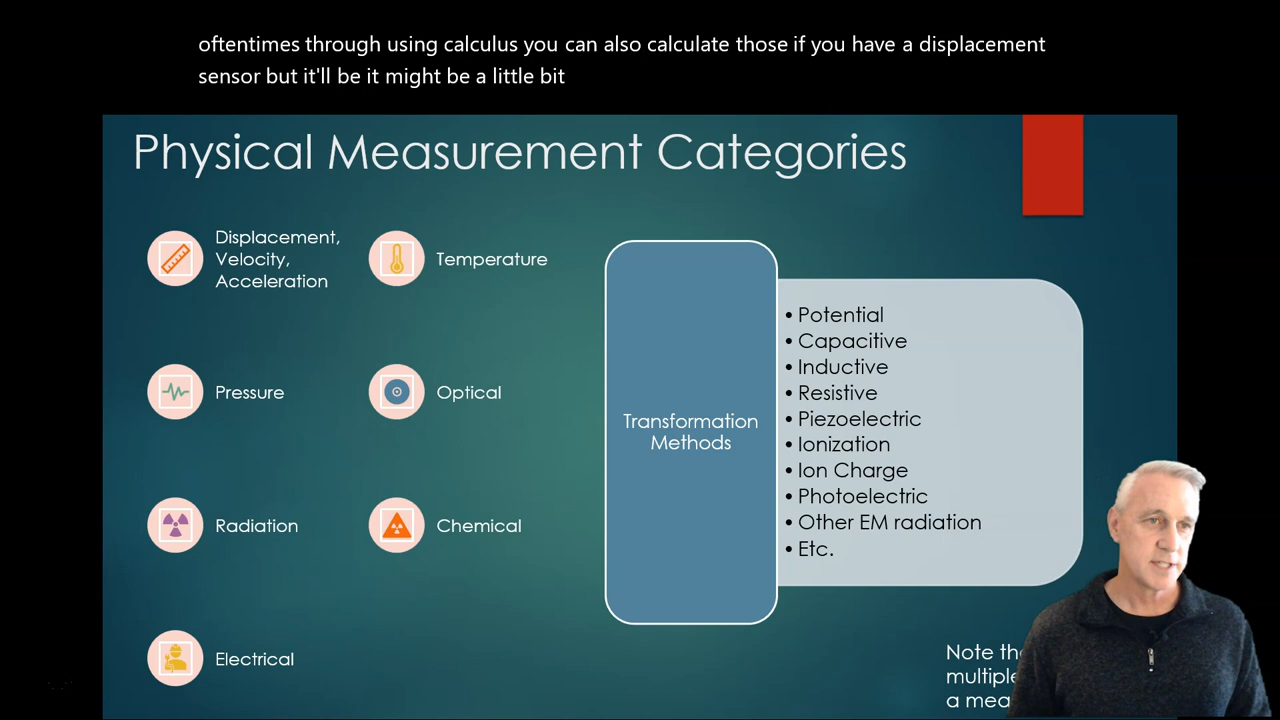 oftentimes through using calculus you can also calculate those if you have a displacement
sensor but it'll be it might be a little bit
Physical Measurement Categories
Displacement,
Velocity,
Acceleration
Temperature
Pressure
Optical
Radiation
Chemical
Electrical
Transformation
Methods
• Potential
• Capacitive
• Inductive
• Resistive
• Piezoelectric
• Ionization
• Ion Charge
• Photoelectric
• Other EM radiation
• Etc.
Note
multiple
a